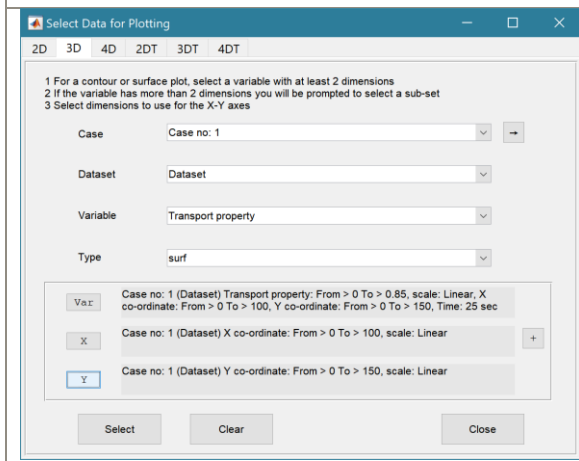 Select Data for Plotting
2D 3D 4D 2DT 3DT 4DT
1 For a contour or surface plot, select a variable with at least 2 dimensions
2 If the variable has more than 2 dimensions you will be prompted to select a sub-set
3 Select dimensions to use for the X-Y axes
Case Case no: 1 →
Dataset Dataset
Variable Transport property
Type surf
Var Case no: 1 (Dataset) Transport property: From > 0 To > 0.85, scale: Linear, X
co-ordinate: From > 0 To > 100, Y co-ordinate: From > 0 To > 150, Time: 25 sec
X Case no: 1 (Dataset) X co-ordinate: From > 0 To > 100, scale: Linear +
Y Case no: 1 (Dataset) Y co-ordinate: From > 0 To > 150, scale: Linear
Select Clear Close